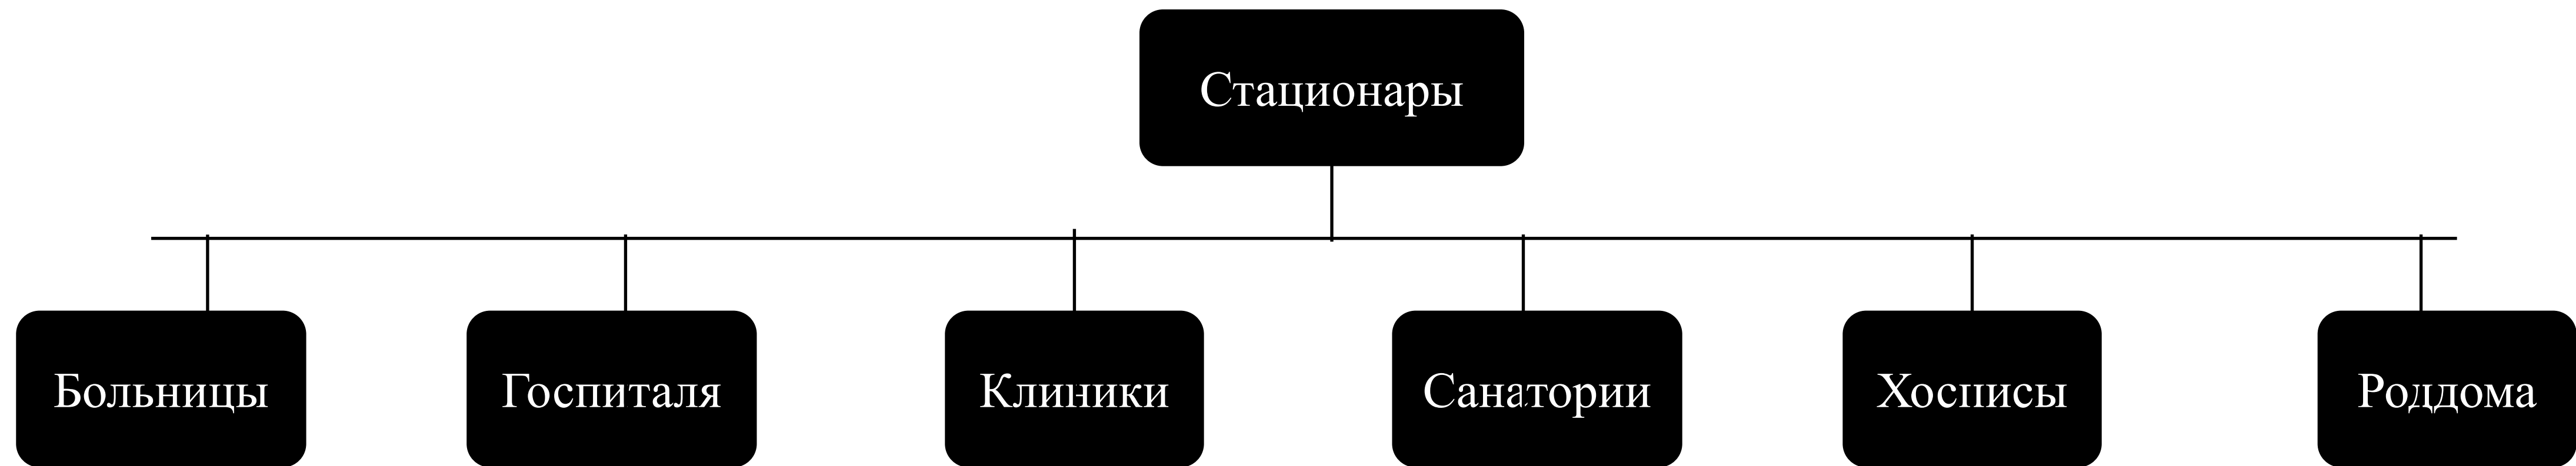 Стационары
Больницы
Госпиталя
Клиники
Санатории
Хосписы
Роддома